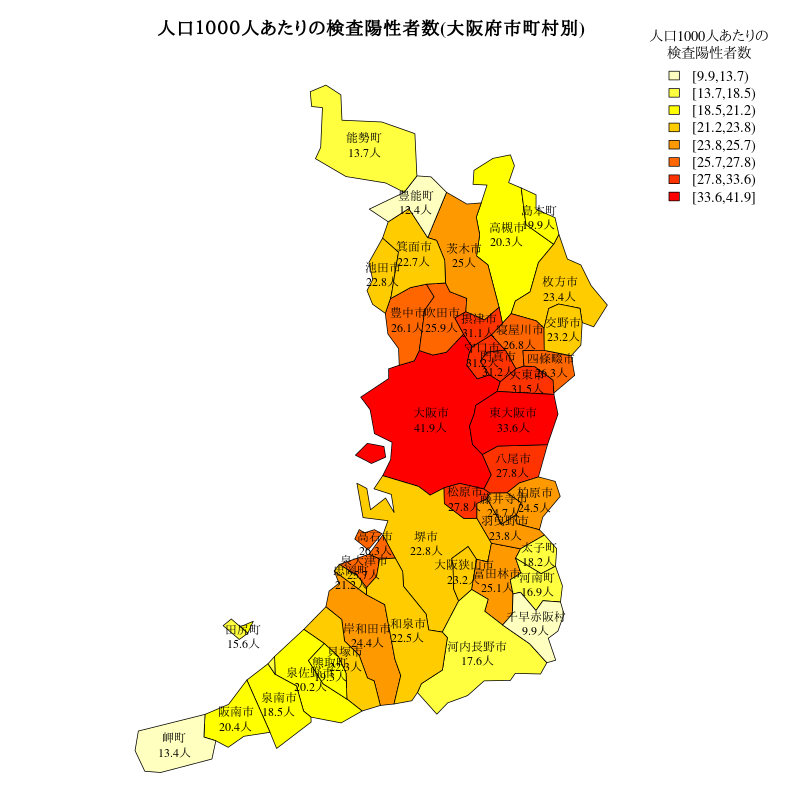 人口1000人あたりの検査陽性者数(大阪府市町村別)
人口1000人あたりの
検査陽性者数
[9.9,13.7)
[13.7,18.5)
[18.5,21.2)
[21.2,23.8)
[23.8,25.7)
[25.7,27.8)
[27.8,33.6)
[33.6,41.9]
能勢町
13.7人
豊能町
12.4人
島本町
19.9人
高槻市
20.3人
箕面市
22.7人
茨木市
25人
池田市
22.8人
枚方市
23.4人
豊中市
26.1人
吹田市
25.9人
摂津市
31.1人
寝屋川市
26.8人
交野市
23.2人
守口市
31.2人
門真市
31.2人
四條畷市
26.3人
大東市
31.5人
大阪市
41.9人
東大阪市
33.6人
八尾市
27.8人
松原市
27.8人
藤井寺市
24.7人
柏原市
24.5人
羽曳野市
23.8人
高石市
26.3人
堺市
22.8人
太子町
18.2人
泉大津市
忠岡町
21.2人
大阪狭山市
23.2人
富田林市
25.1人
河南町
16.9人
千早赤阪村
9.9人
田尻町
15.6人
岸和田市
24.4人
和泉市
22.5人
河内長野市
17.6人
貝塚市
熊取町
19.3人
泉佐野市
20.2人
泉南市
18.5人
阪南市
20.4人
岬町
13.4人